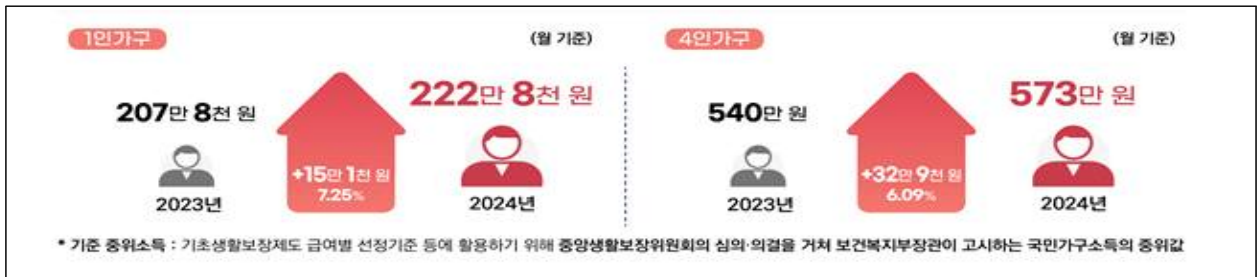 1인가구
(월 기준)
207만 8천 원
222만 8천 원
+15만 1천 원
7.25%
2023년
2024년
4인가구
(월 기준)
540만 원
573만 원
+32만 9천 원
6.09%
2023년
2024년
* 기준 중위소득 : 기초생활보장제도 급여별 선정기준 등에 활용하기 위해 중앙생활보장위원회의 심의·의결을 거쳐 보건복지부장관이 고시하는 국민가구소득의 중위값